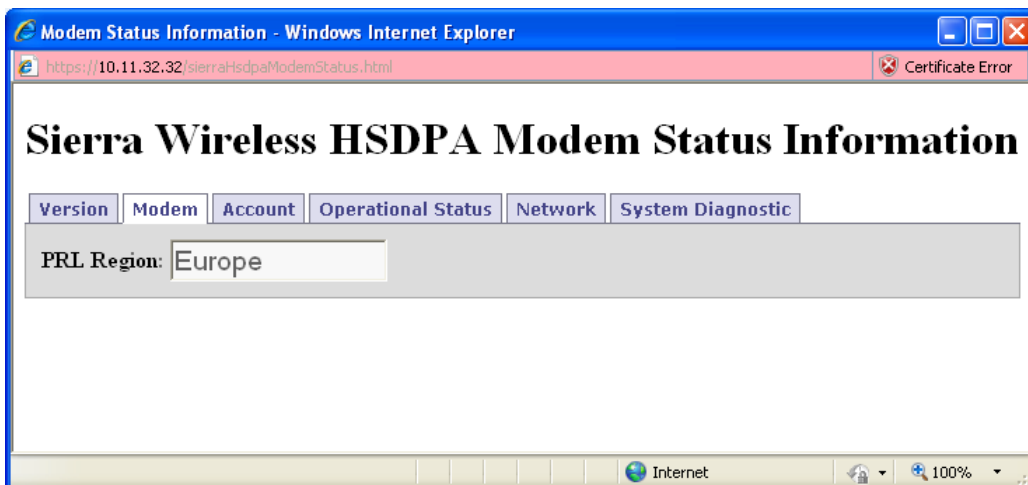 Modem Status Information - Windows Internet Explorer
https://10.11.32.32/sierraHsdpaModemStatus.html Certificate Error
Sierra Wireless HSDPA Modem Status Information
Version Modem Account Operational Status Network System Diagnostic
PRL Region: Europe
Internet 100%